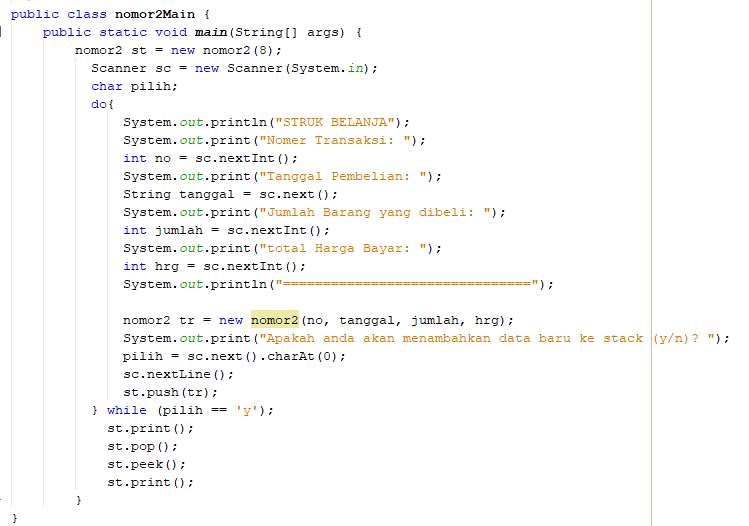 public class nomor2Main {
public static void main(String[] args) {
nomor2 st = new nomor2(8);
Scanner sc = new Scanner(System.in);
char pilih;
do{
System.out.println("STRUK BELANJA");
System.out.print("Nomer Transaksi: ");
int no = sc.nextInt();
System.out.print("Tanggal Pembelian: ");
String tanggal = sc.next();
System.out.print("Jumlah Barang yang dibeli: ");
int jumlah = sc.nextInt();
System.out.print("total Harga Bayar: ");
int hrg = sc.nextInt();
System.out.println("===============================");
nomor2 tr = new nomor2(no, tanggal, jumlah, hrg);
System.out.print("Apakah anda akan menambahkan data baru ke stack (y/n)? ");
pilih = sc.next().charAt(0);
sc.nextLine();
st.push(tr);
} while (pilih == 'y');
st.print();
st.pop();
st.peek();
st.print();
}
}